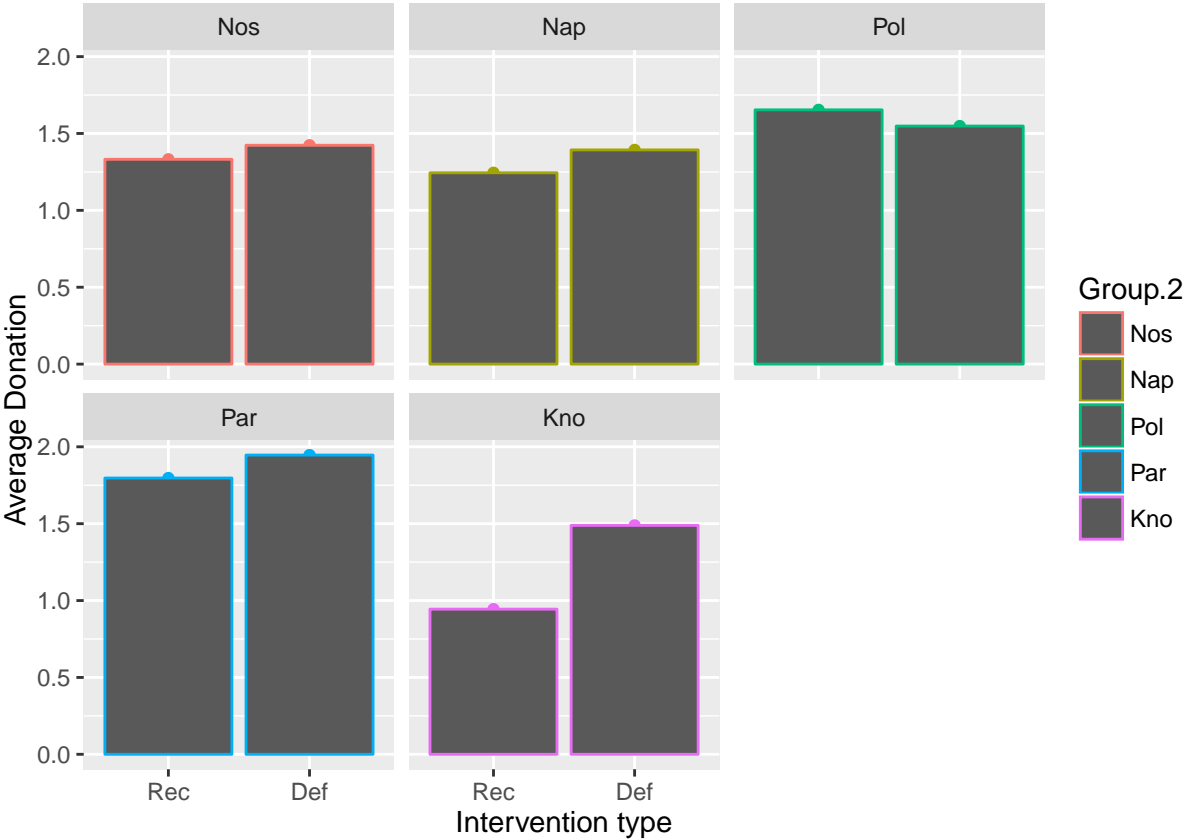 Nos Nap Pol
2.0
1.5
1.0
0.5
0.0
Par Kno
2.0
1.5
1.0
0.5
0.0
Rec Def Rec Def
Intervention type
Average Donation
Group.2
Nos
Nap
Pol
Par
Kno